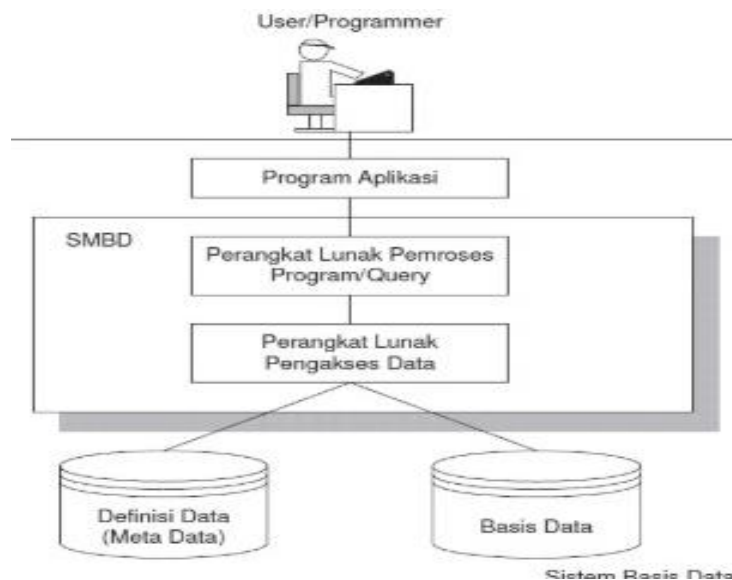 User/Programmer
Program Aplikasi
SMBD
Perangkat Lunak Pemroses
Program/Query
Perangkat Lunak
Pengakses Data
Definisi Data
(Meta Data)
Basis Data
Sistem Basis Data